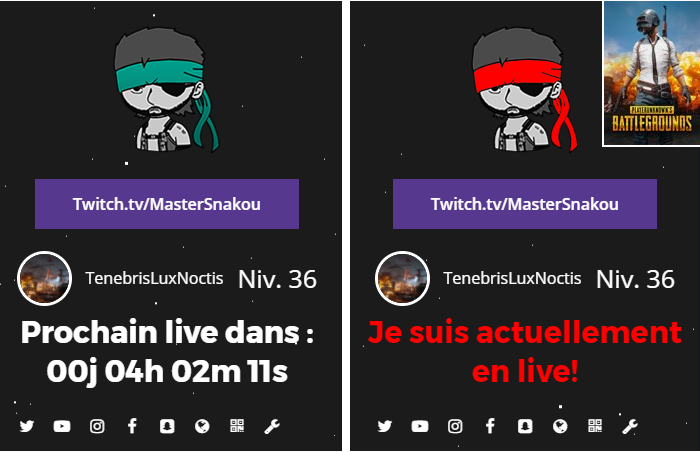 Twitch.tv/MasterSnakou
TenebrisLuxNoctis Niv. 36
Prochain live dans :
00j 04h 02m 11s
PLAYERUNKNOWN'S
BATTLEGROUNDS
Twitch.tv/MasterSnakou
TenebrisLuxNoctis Niv. 36
Je suis actuellement
en live!